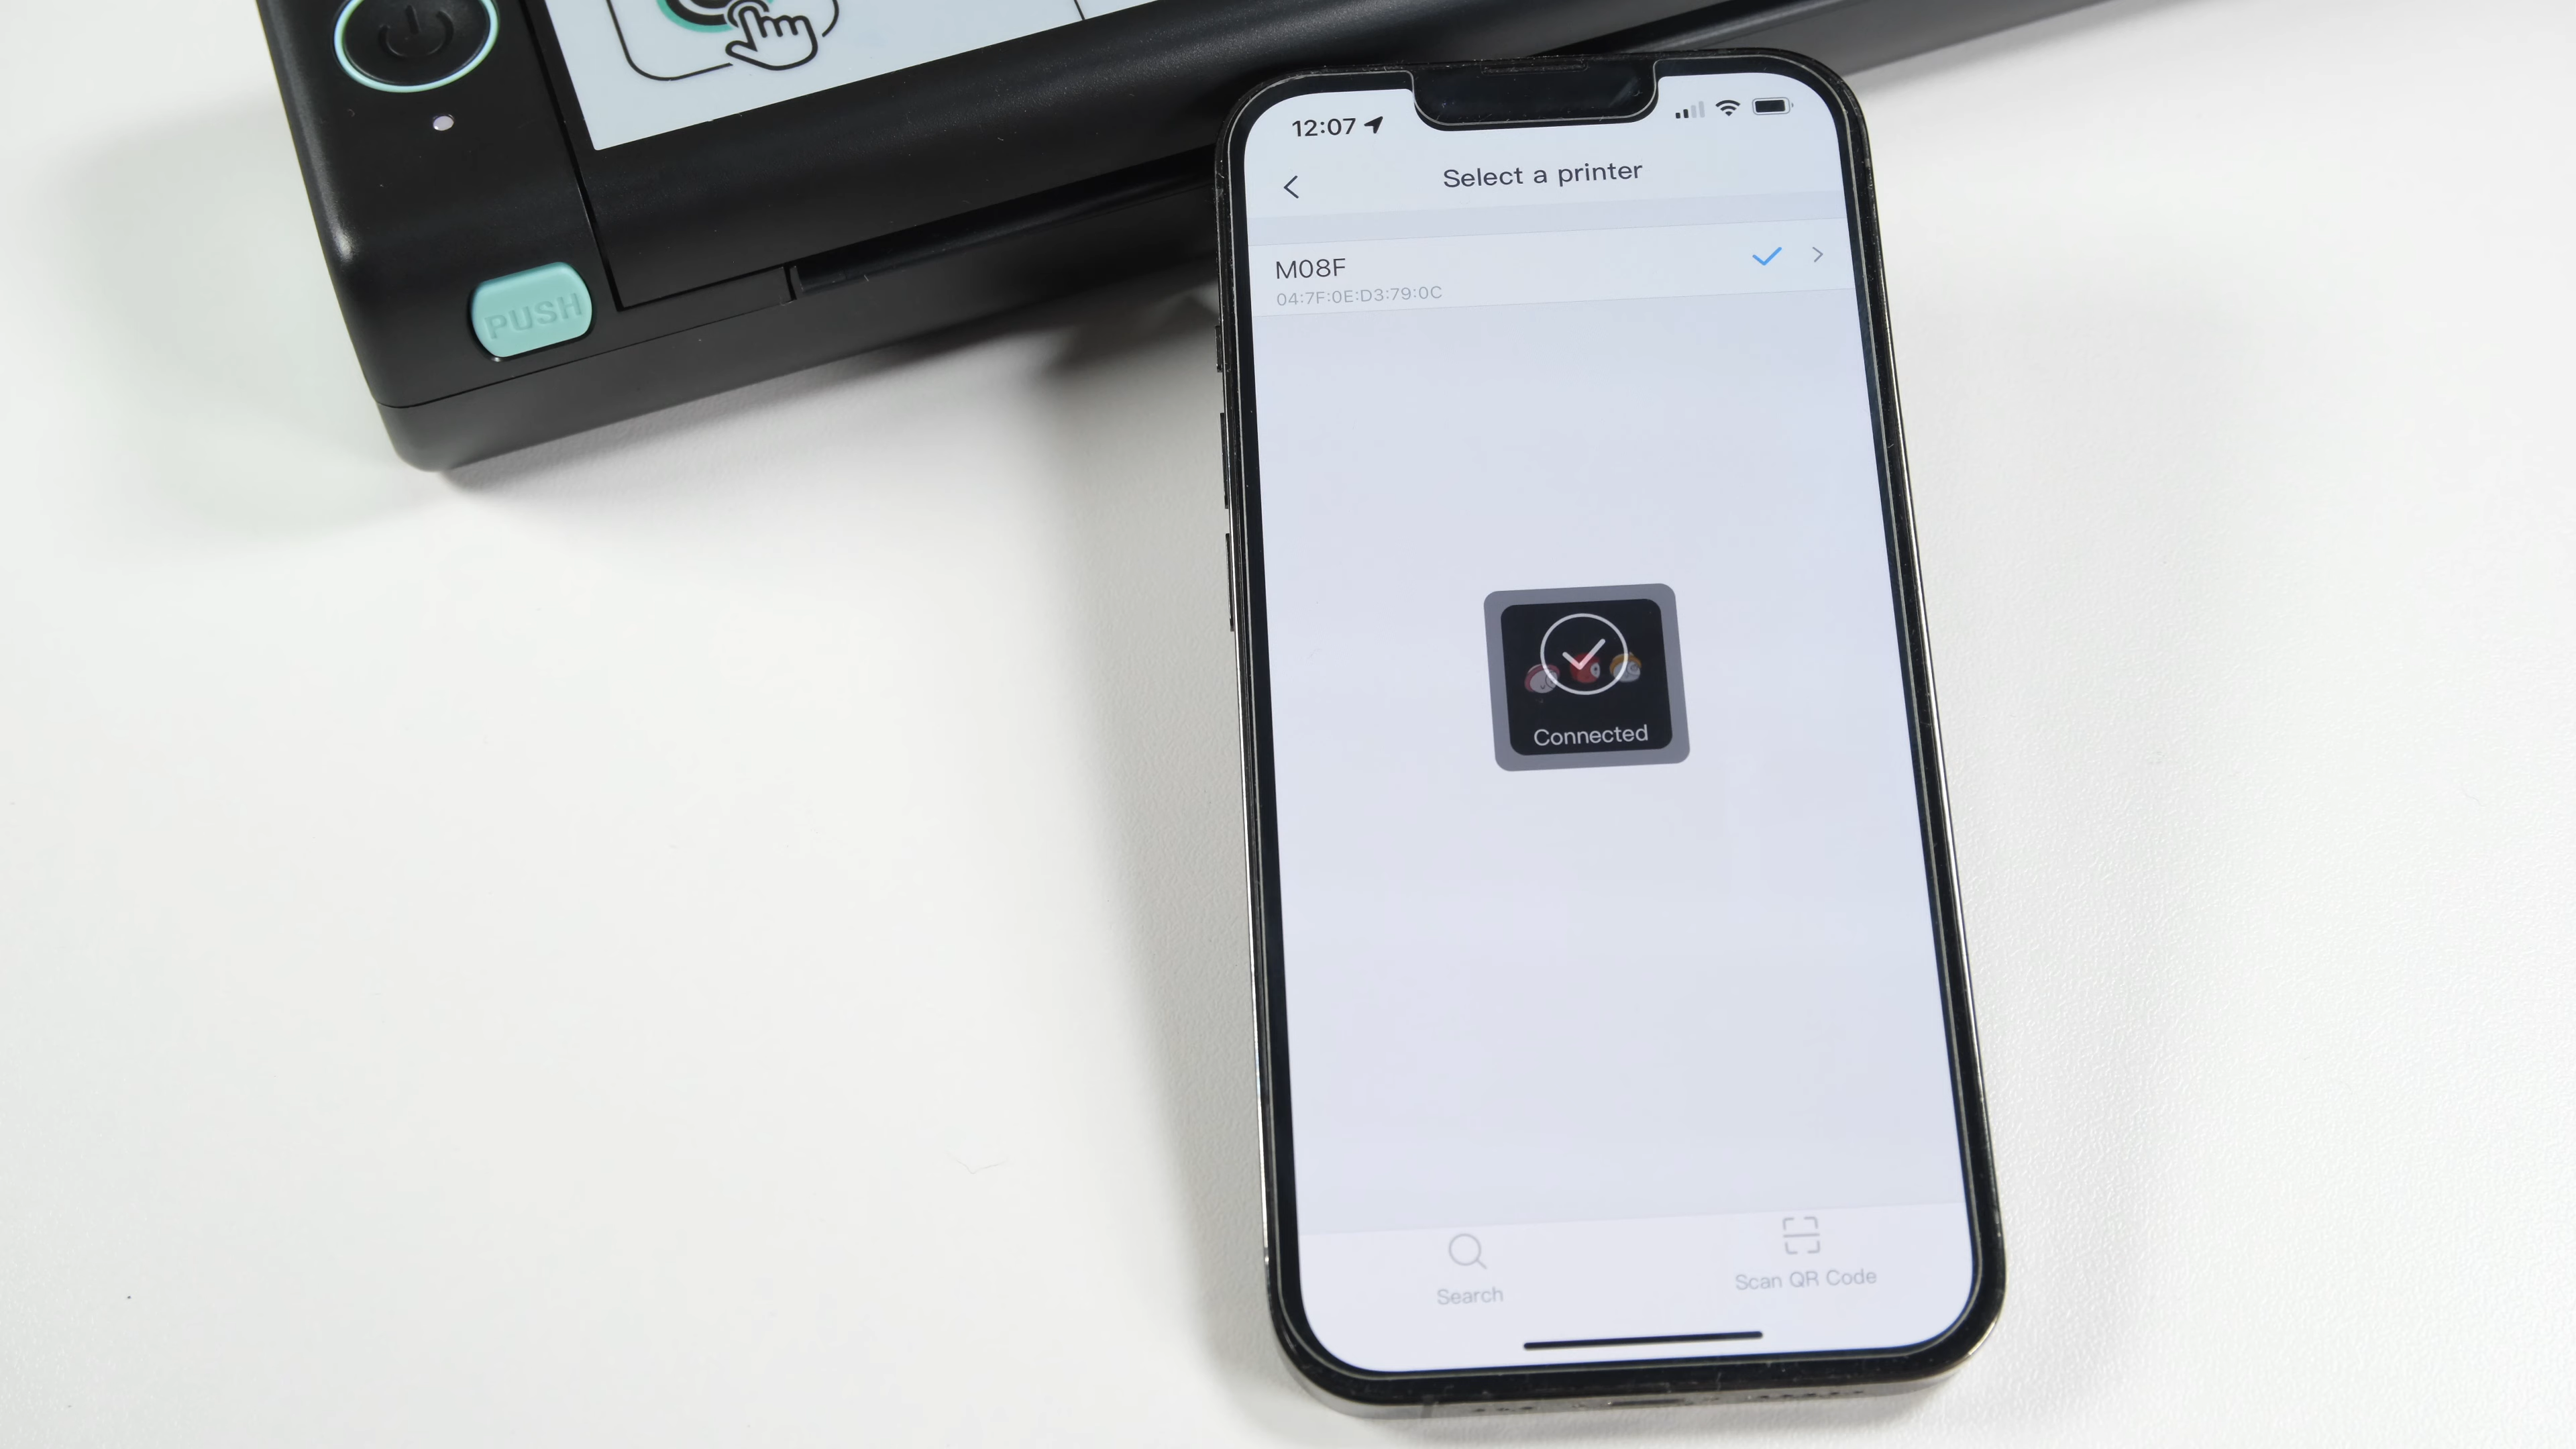 PUSH
12:07
Select a printer
M08F
04:7F:0E:D3:79:0C
Connected
Search
Scan QR Code